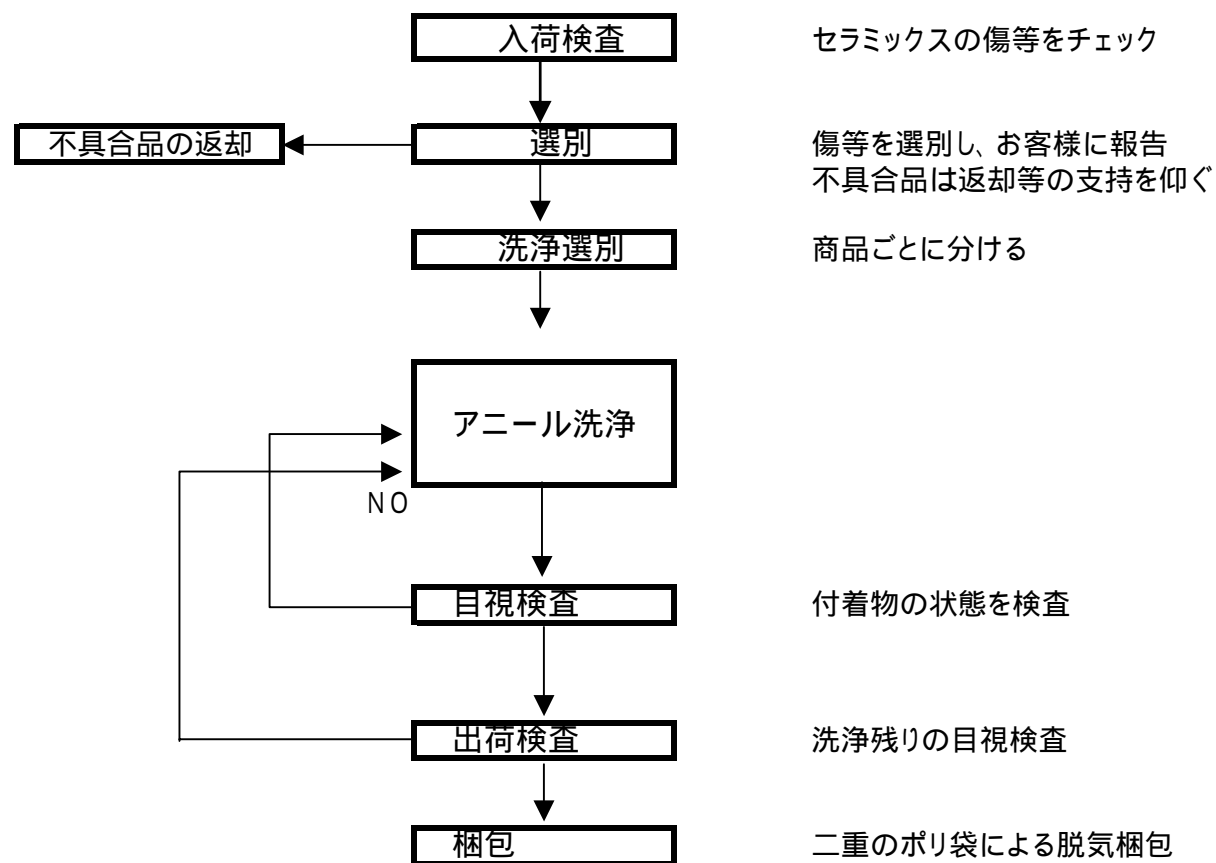 入荷検査 セラミックスの傷等をチェック
不具合品の返却 選別 傷等を選別し、お客様に報告
不具合品は返却等の支持を仰ぐ
洗浄選別 商品ごとに分ける
アニール洗浄
NO
目視検査 付着物の状態を検査
出荷検査 洗浄残りの目視検査
梱包 二重のポリ袋による脱気梱包